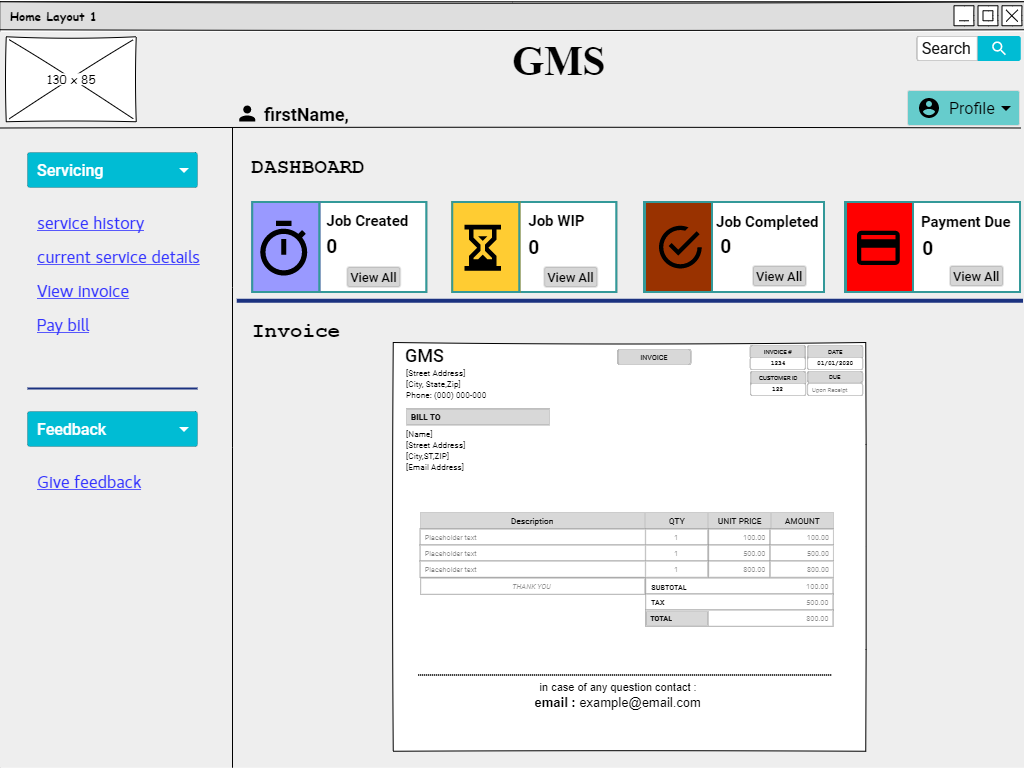 Home Layout 1
130 x 85
GMS
Search
firstName,
Profile
Servicing
service history
current service details
View invoice
Pay bill
Feedback
Give feedback
DASHBOARD
Job Created
0
View All
Job WIP
0
View All
Job Completed
0
View All
Payment Due
0
View All
Invoice
GMS
[Street Address]
[City, State,Zip]
Phone: (000) 000-000
INVOICE
INVOICE # DATE
1234 01/01/2020
CUSTOMER ID DUE
123 Upon Receipt
BILL TO
[Name]
[Street Address]
[City,ST,ZIP]
[Email Address]
Description QTY UNIT PRICE AMOUNT
Placeholder text 1 100.00 100.00
Placeholder text 1 500.00 500.00
Placeholder text 1 800.00 800.00
THANK YOU SUBTOTAL 100.00
TAX 500.00
TOTAL 800.00
in case of any question contact :
email : example@email.com